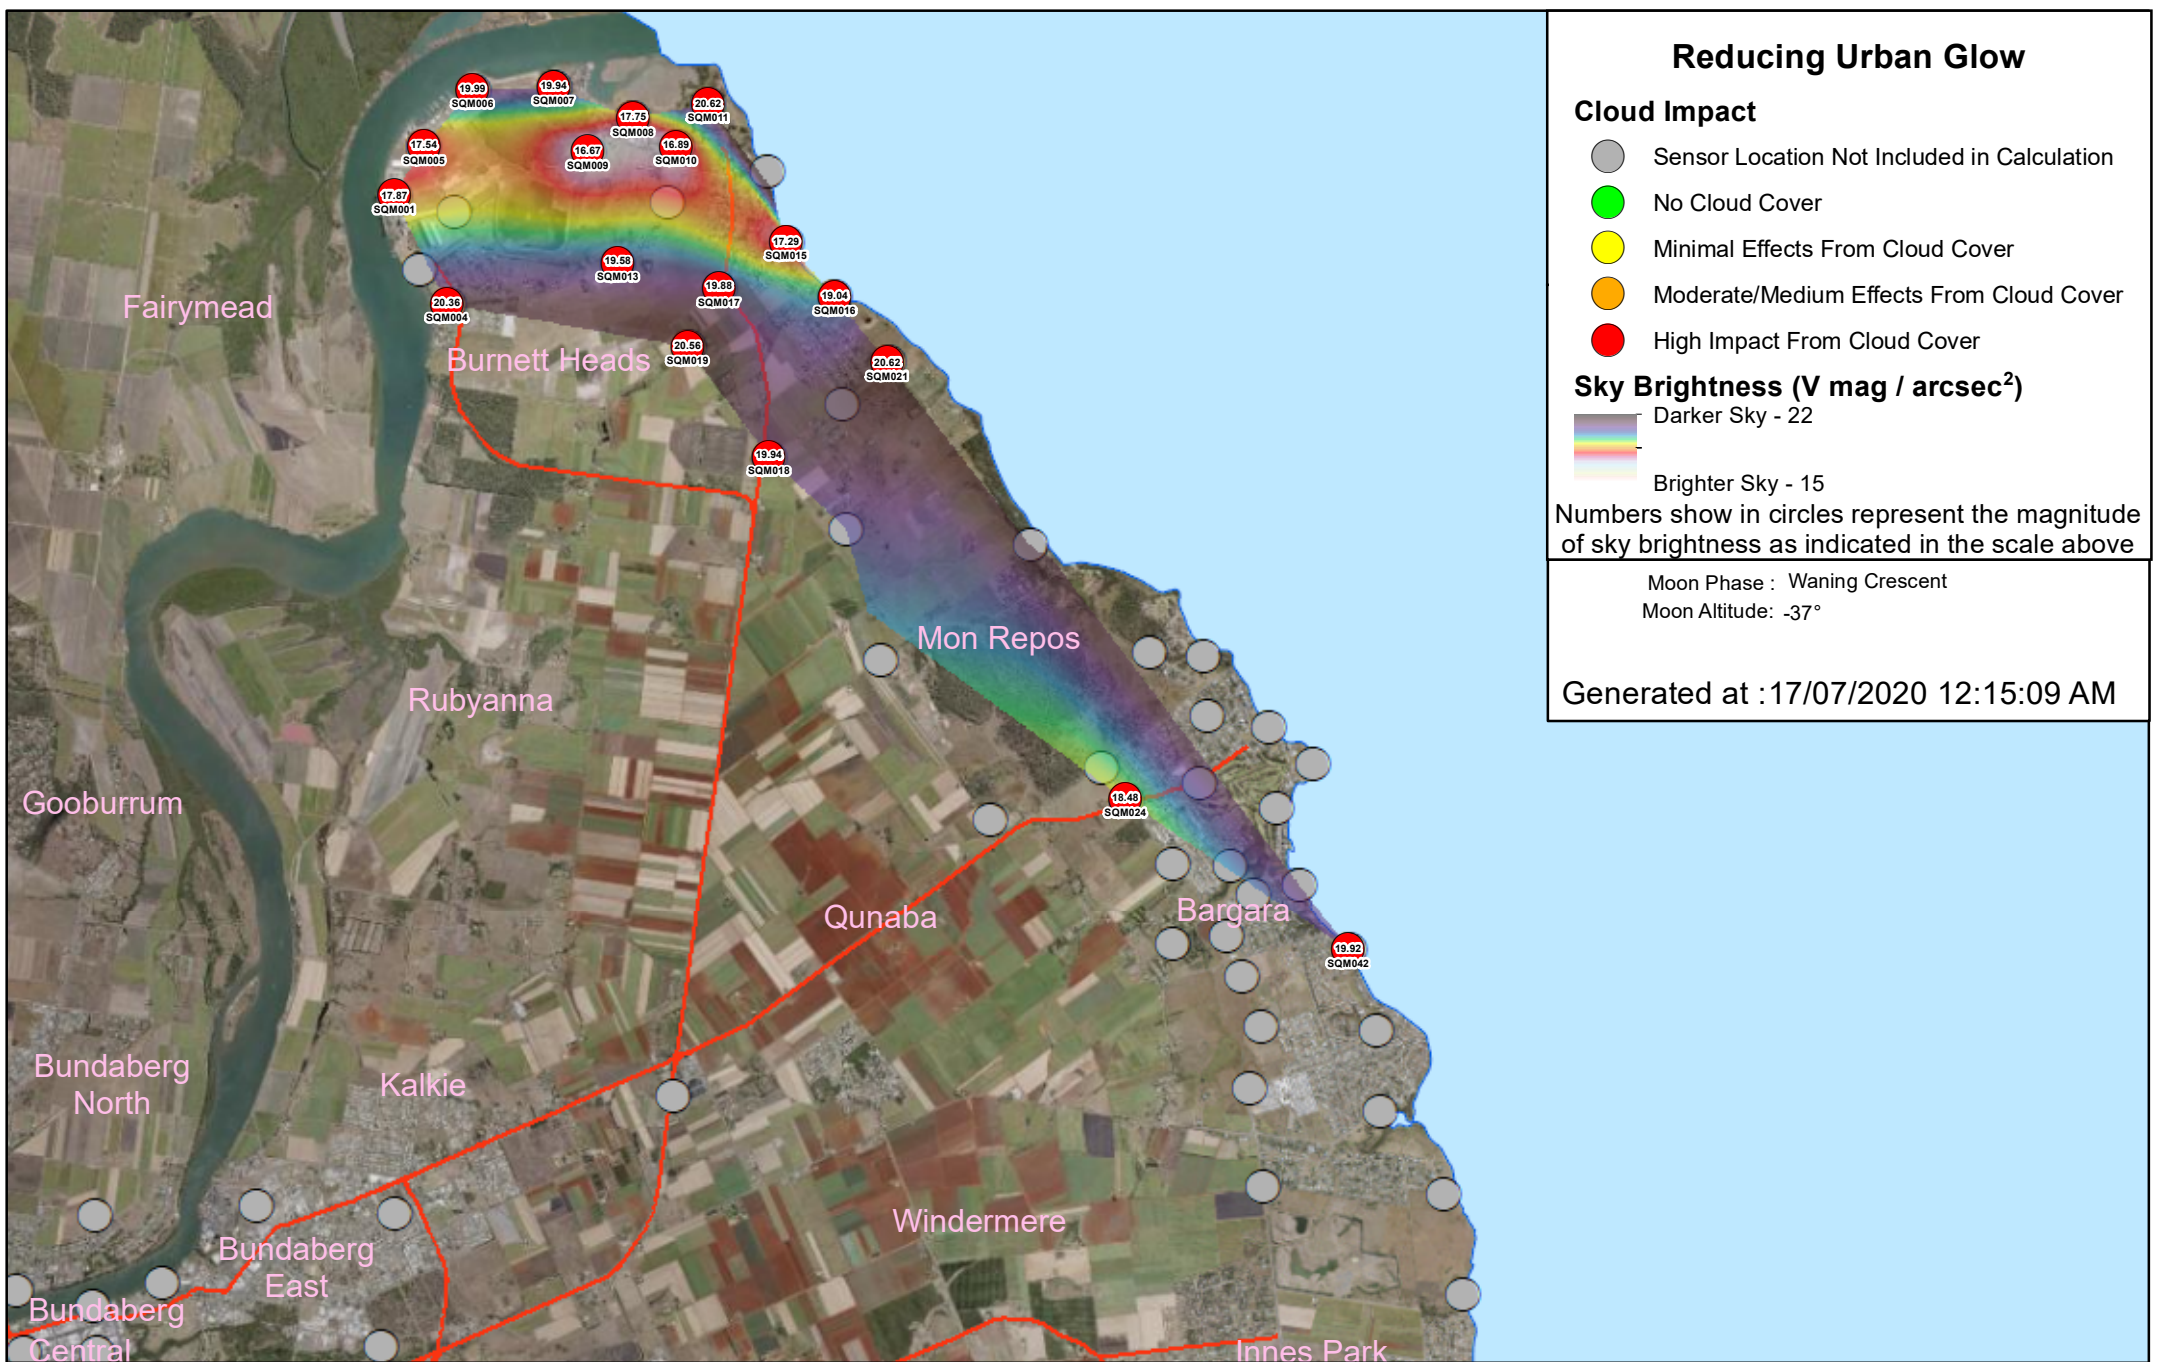 Reducing Urban Glow
Cloud Impact
Sensor Location Not Included in Calculation
No Cloud Cover
Minimal Effects From Cloud Cover
Moderate/Medium Effects From Cloud Cover
High Impact From Cloud Cover
Sky Brightness (V mag / arcsec²)
Darker Sky - 22
Brighter Sky - 15
Numbers show in circles represent the magnitude
of sky brightness as indicated in the scale above
Moon Phase : Waning Crescent
Moon Altitude: -37°
Generated at :17/07/2020 12:15:09 AM
19.99
SQM006
19.94
SQM007
17.75
SQM008
20.62
SQM011
17.54
SQM005
16.67
SQM009
16.89
SQM010
17.87
SQM001
17.29
SQM015
19.58
SQM013
19.88
SQM017
19.04
SQM016
20.36
SQM004
20.56
SQM019
20.62
SQM021
19.94
SQM018
18.48
SQM024
19.92
SQM042
Fairymead
Burnett Heads
Mon Repos
Rubyanna
Gooburrum
Qunaba
Bargara
Bundaberg
North
Kalkie
Windermere
Bundaberg
East
Bundaberg
Central
Innes Park